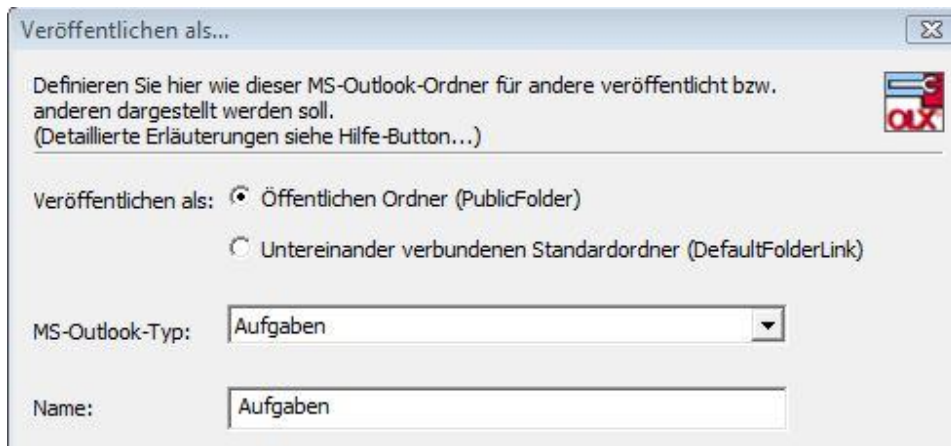 Veröffentlichen als...
Definieren Sie hier wie dieser MS-Outlook-Ordner für andere veröffentlicht bzw.
anderen dargestellt werden soll.
(Detaillierte Erläuterungen siehe Hilfe-Button...)
OLX
Veröffentlichen als: Öffentlichen Ordner (PublicFolder)
Untereinander verbundenen Standardordner (DefaultFolderLink)
MS-Outlook-Typ: Aufgaben
Name: Aufgaben